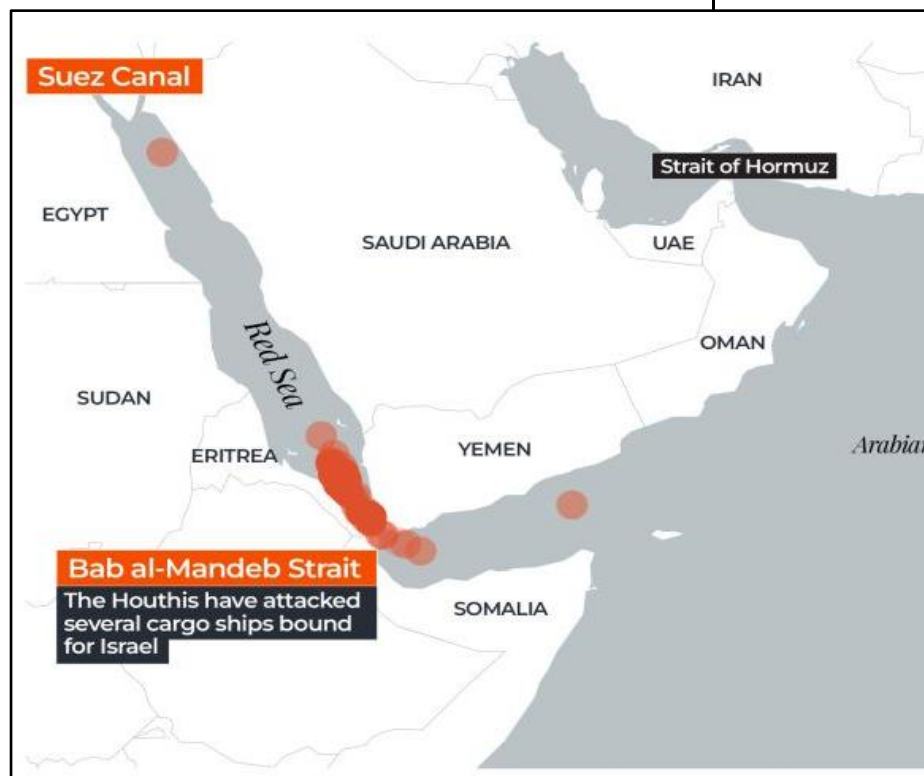 Suez Canal
IRAN
Strait of Hormuz
EGYPT
SAUDI ARABIA
UAE
Red Sea
OMAN
SUDAN
ERITREA
YEMEN
Arabian
Bab al-Mandeb Strait
The Houthis have attacked
several cargo ships bound
for Israel
SOMALIA